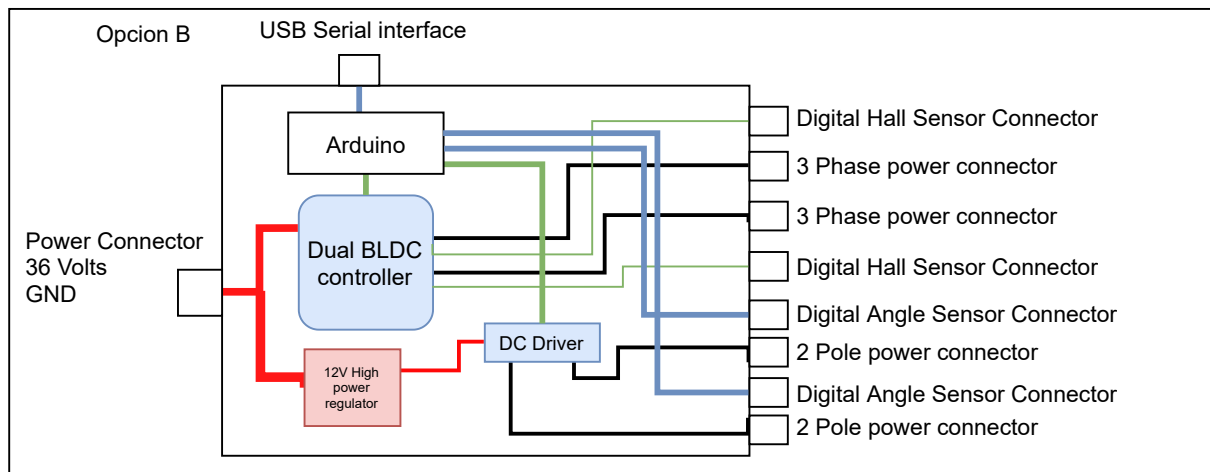 Opcion B
USB Serial interface
Arduino
Dual BLDC
controller
Power Connector
36 Volts
GND
12V High
power
regulator
DC Driver
Digital Hall Sensor Connector
3 Phase power connector
3 Phase power connector
Digital Hall Sensor Connector
Digital Angle Sensor Connector
2 Pole power connector
Digital Angle Sensor Connector
2 Pole power connector